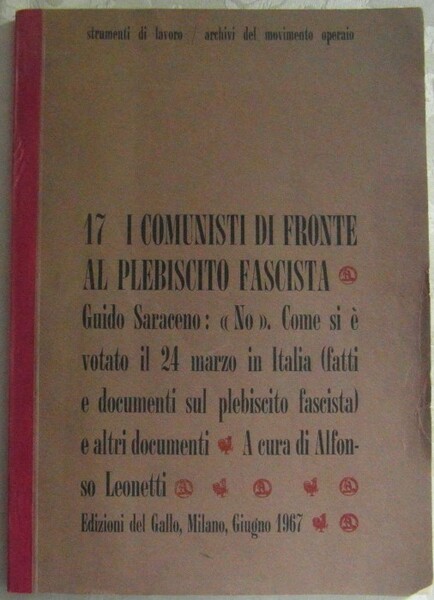 strumenti di lavoro / archivi del movimento operaio
17 I COMUNISTI DI FRONTE
AL PLEBISCITO FASCISTA
Guido Saraceno: «No». Come si è
votato il 24 marzo in Italia (fatti
e documenti sul plebiscito fascista)
e altri documenti A cura di Alfon-
so Leonetti
Edizioni del Gallo, Milano, Giugno 1967